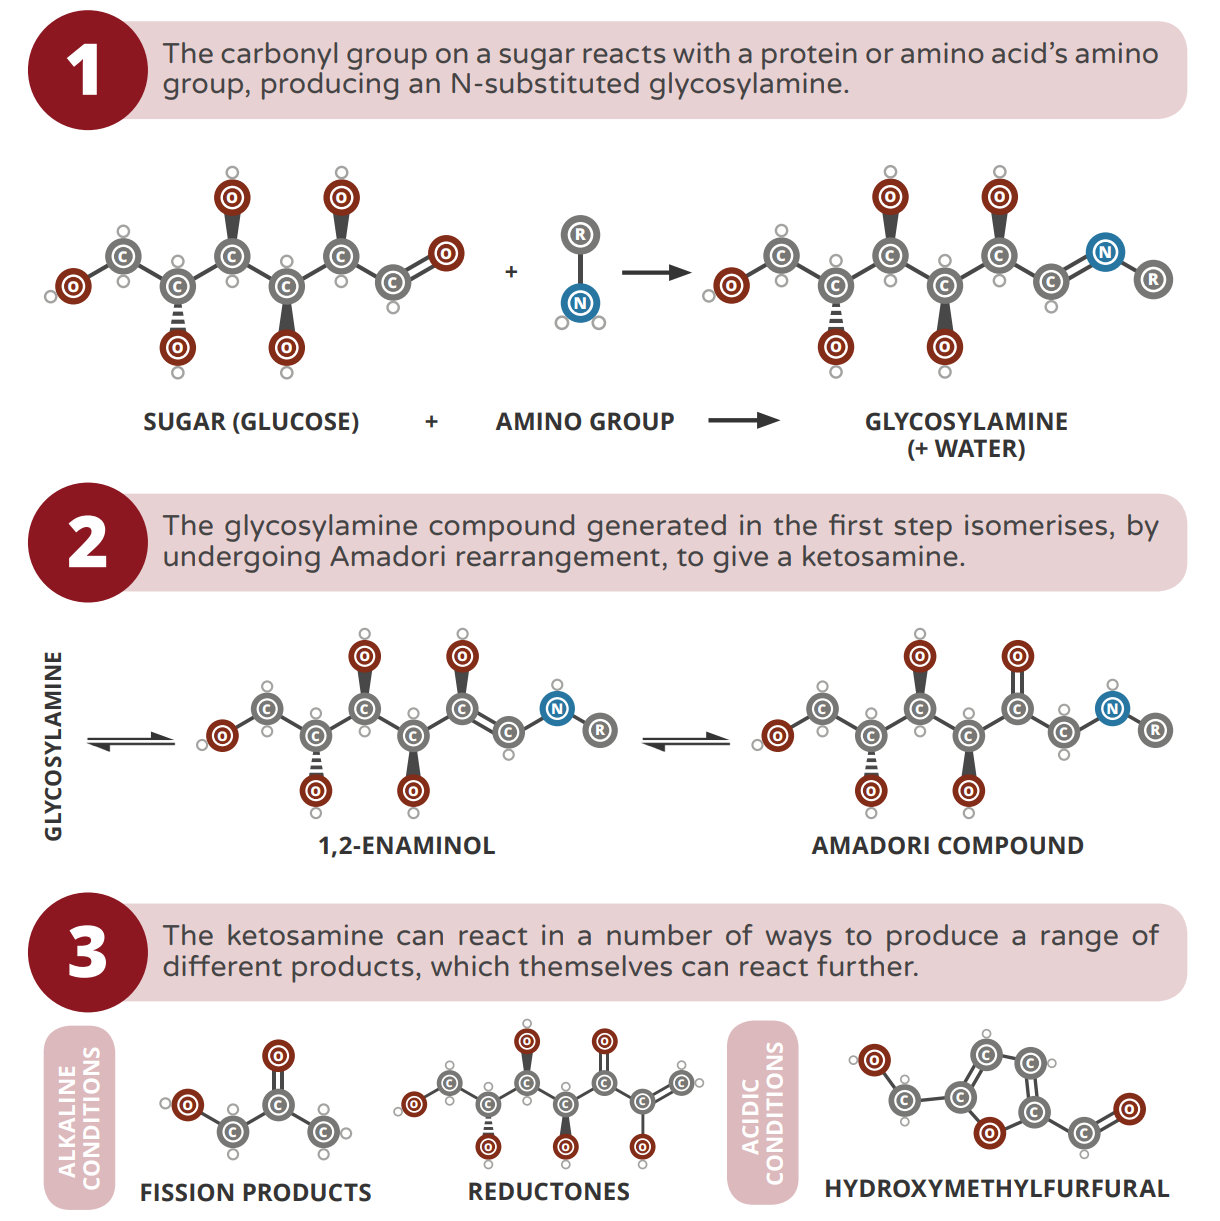 1
The carbonyl group on a sugar reacts with a protein or amino acid's amino
group, producing an N-substituted glycosylamine.
O C C O C O C O C O C O
+
R
N
O C C O C O C O C O C N R
SUGAR (GLUCOSE) + AMINO GROUP GLYCOSYLAMINE
(+ WATER)
2
The glycosylamine compound generated in the first step isomerises, by
undergoing Amadori rearrangement, to give a ketosamine.
GLYCOSYLAMINE
O C C O C O C O C O C N R
O C C O C O C O C O C N R
1,2-ENAMINOL
AMADORI COMPOUND
3
The ketosamine can react in a number of ways to produce a range of
different products, which themselves can react further.
ALKALINE
CONDITIONS
O C C O C
FISSION PRODUCTS
O C C O C O C O C O C O C
REDUCTONES
ACIDIC
CONDITIONS
O C C C C C O C O
HYDROXYMETHYLFURFURAL